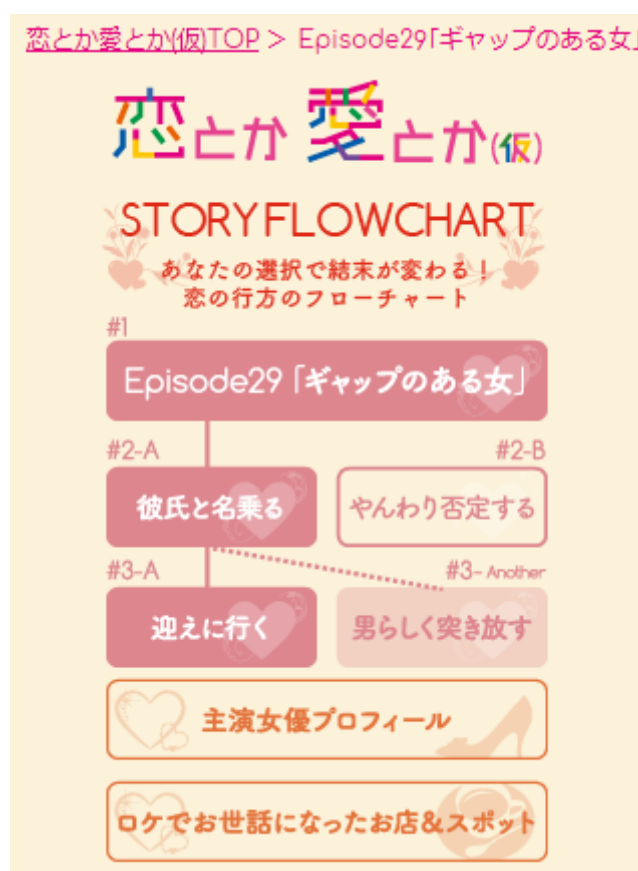 恋とか愛とか(仮)TOP > Episode29「ギャップのある女」
恋とか愛とか(仮)
STORY FLOWCHART
あなたの選択で結末が変わる!
恋の行方のフローチャート
#1
Episode29「ギャップのある女」
#2-A
#2-B
彼氏と名乗る
やんわり否定する
#3-A
#3- Another
迎えに行く
男らしく突き放す
主演女優プロフィール
ロケでお世話になったお店&スポット